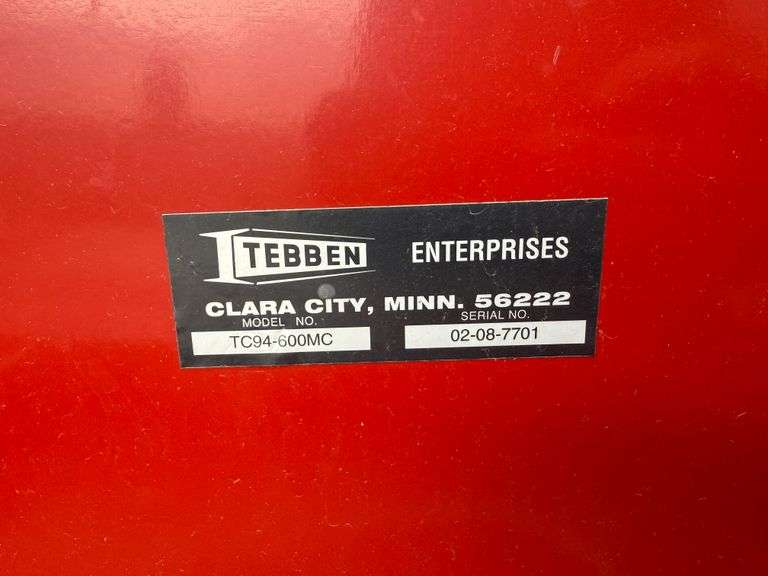 TEBBEN ENTERPRISES
CLARA CITY, MINN. 56222
MODEL NO. SERIAL NO.
TC94-600MC 02-08-7701